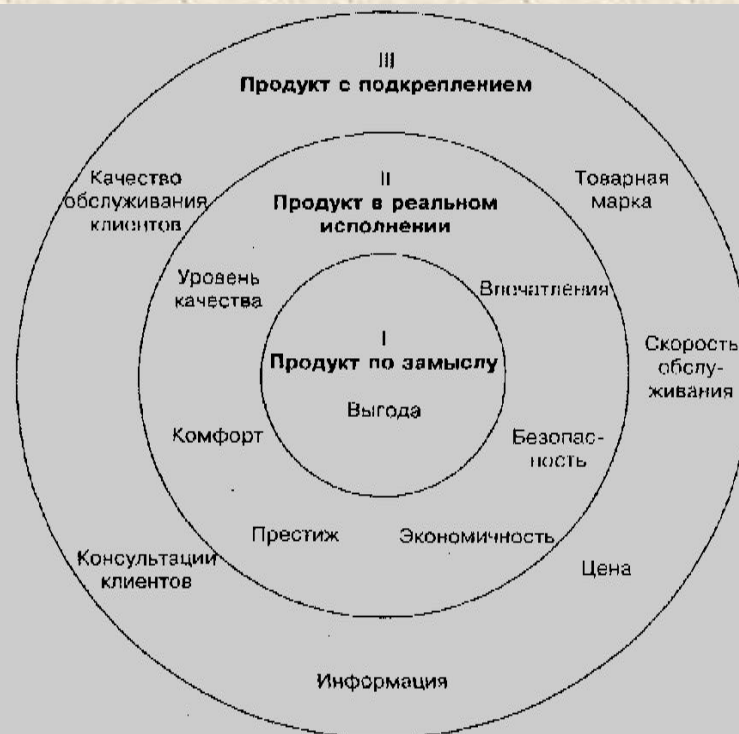 III
Продукт с подкреплением
Качество
обслуживания
клиентов
Товарная
марка
II
Продукт в реальном
исполнении
Уровень
качества
Впечатления
I
Продукт по замыслу
Выгода
Скорость
обслу-
живания
Комфорт
Безопас-
ность
Престиж
Экономичность
Консультации
клиентов
Цена
Информация